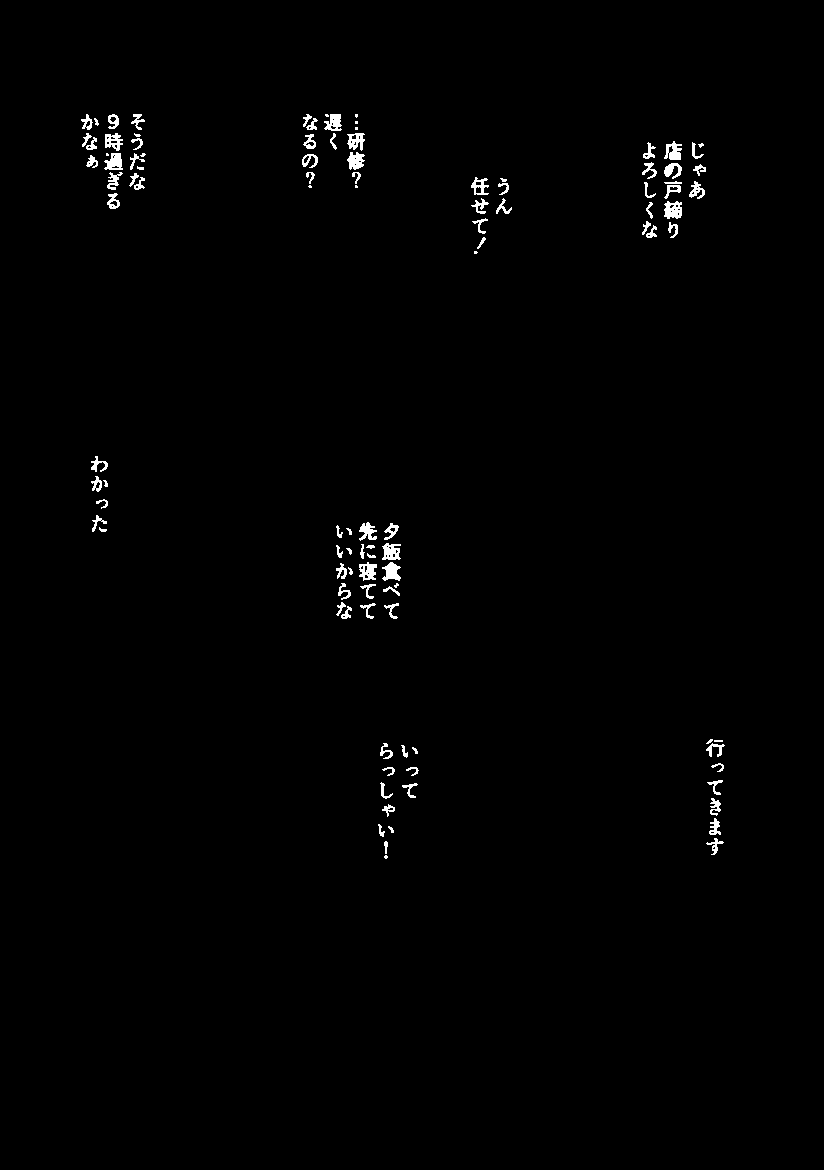 じゃあ
店の戸締り
よろしくな
うん
任せて!
…研修?
遅く
なるの?
そうだな
9時過ぎる
かなぁ
夕飯食べて
先に寝てて
いいからな
わかった
行ってきます
いって
らっしゃい!